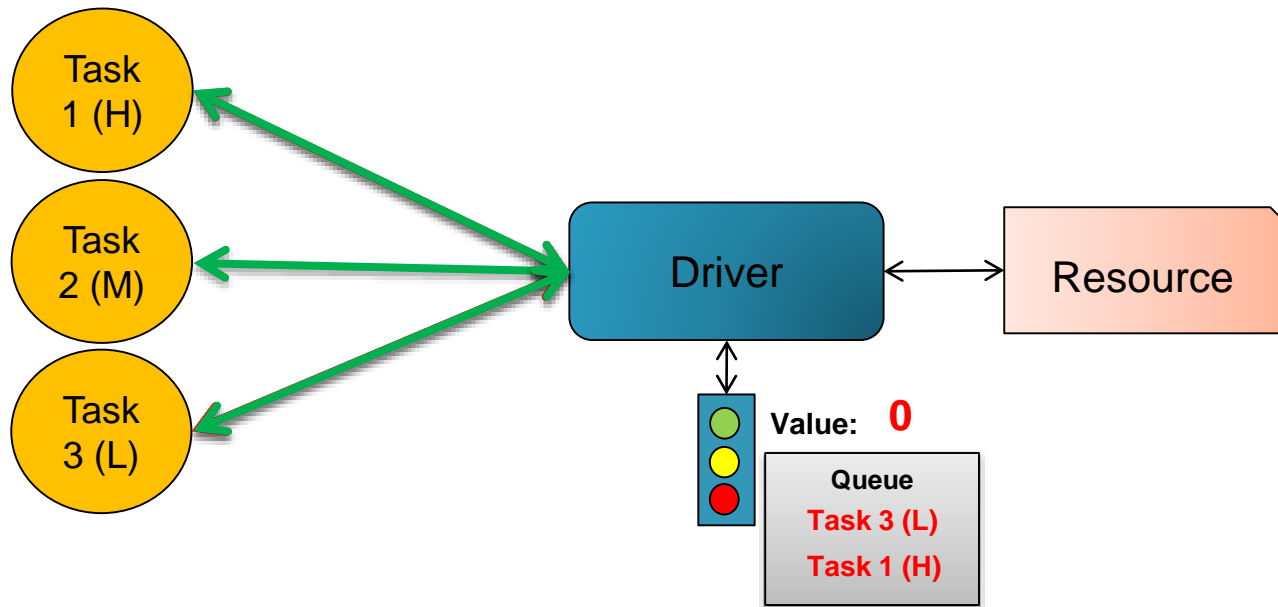 Task
1 (H)
Task
2 (M)
Task
3 (L)
Driver
Resource
Value: 0
Queue
Task 3 (L)
Task 1 (H)